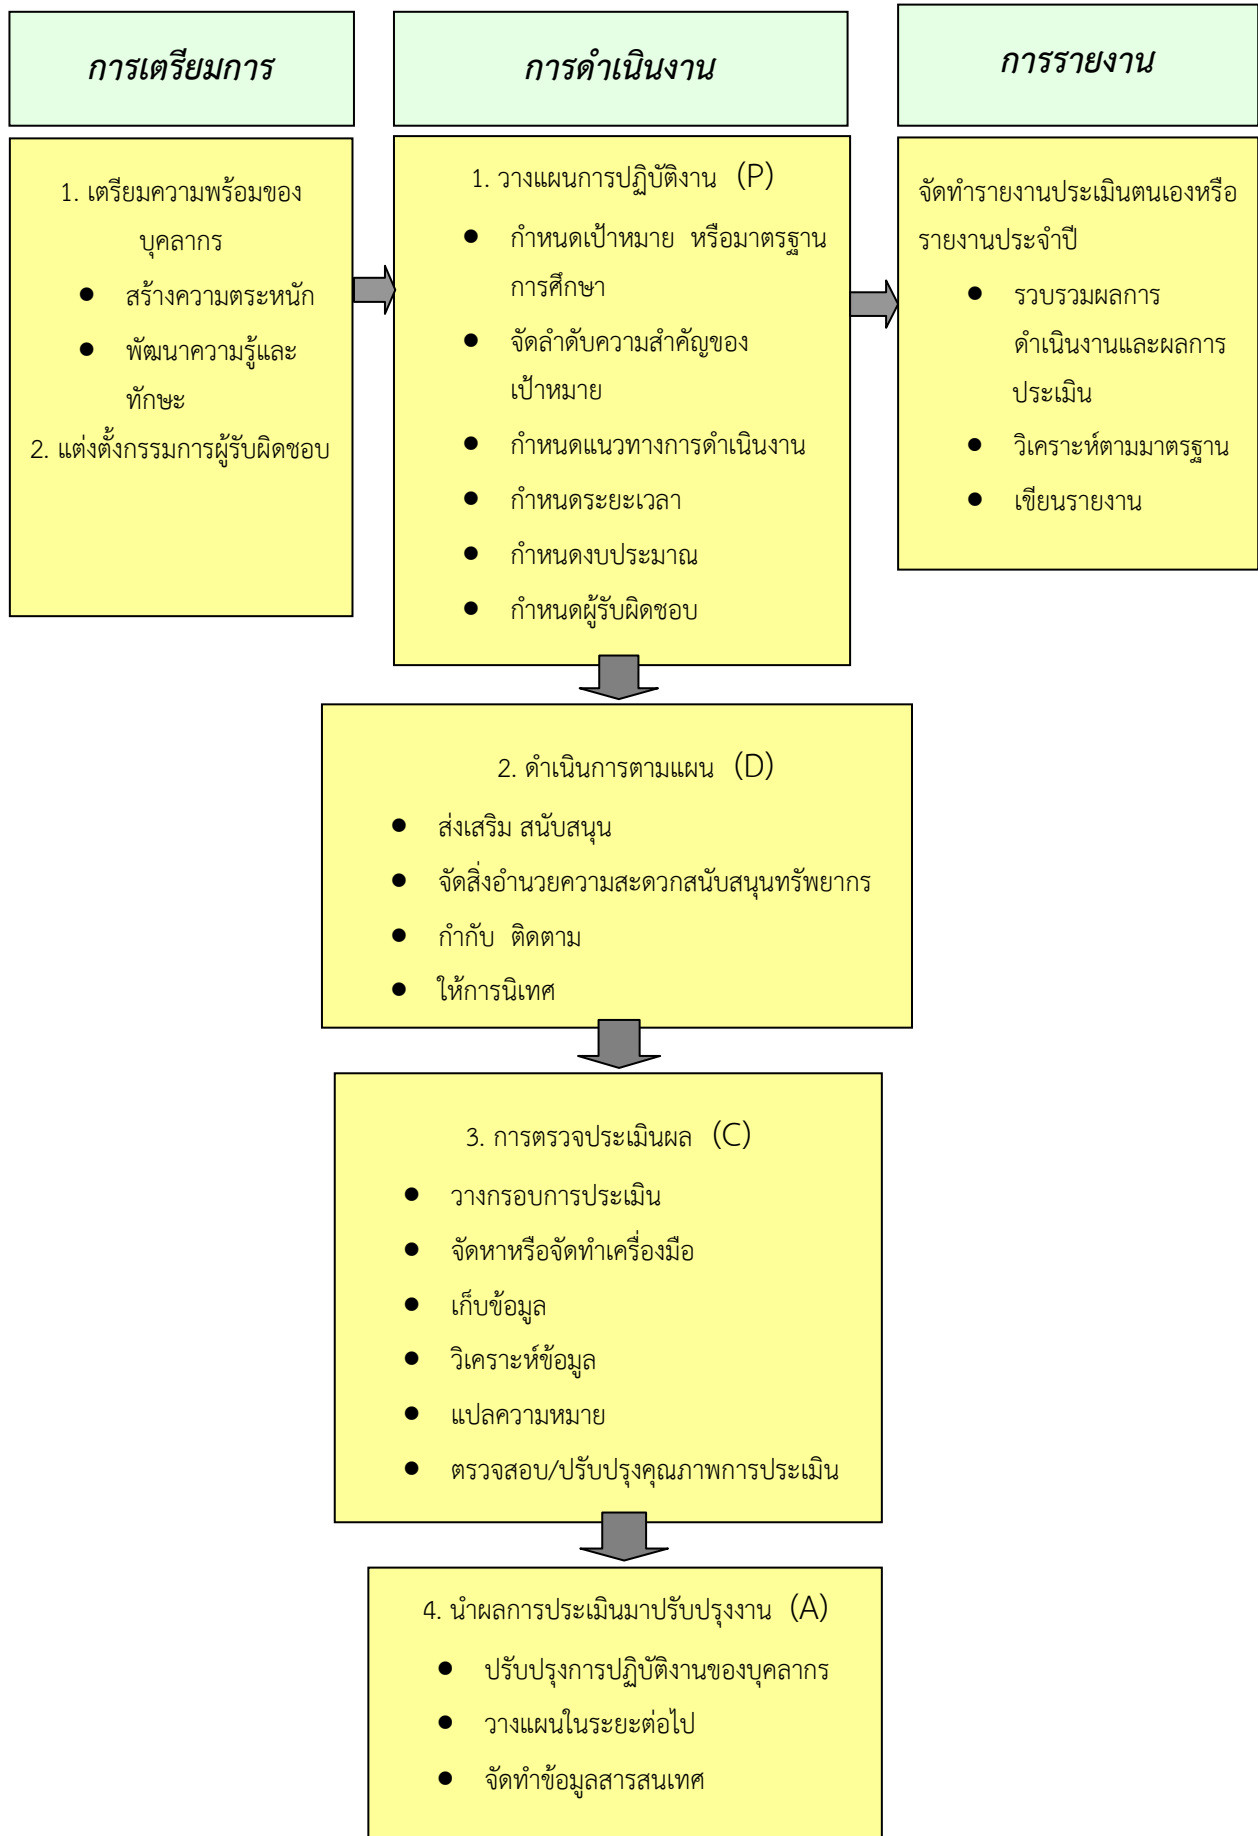 การเตรียมการ
การดำเนินงาน
การรายงาน
1. เตรียมความพร้อมของ
บุคลากร
● สร้างความตระหนัก
● พัฒนาความรู้และ
ทักษะ
2. แต่งตั้งกรรมการผู้รับผิดชอบ
1. วางแผนการปฏิบัติงาน (P)
● กำหนดเป้าหมาย หรือมาตรฐาน
การศึกษา
● จัดลำดับความสำคัญของ
เป้าหมาย
● กำหนดแนวทางการดำเนินงาน
● กำหนดระยะเวลา
● กำหนดงบประมาณ
● กำหนดผู้รับผิดชอบ
จัดทำรายงานประเมินตนเองหรือ
รายงานประจำปี
● รวบรวมผลการ
ดำเนินงานและผลการ
ประเมิน
● วิเคราะห์ตามมาตรฐาน
● เขียนรายงาน
2. ดำเนินการตามแผน (D)
● ส่งเสริม สนับสนุน
● จัดสิ่งอำนวยความสะดวกสนับสนุนทรัพยากร
● กำกับ ติดตาม
● ให้การนิเทศ
3. การตรวจประเมินผล (C)
● วางกรอบการประเมิน
● จัดหาหรือจัดทำเครื่องมือ
● เก็บข้อมูล
● วิเคราะห์ข้อมูล
● แปลความหมาย
● ตรวจสอบ/ปรับปรุงคุณภาพการประเมิน
4. นำผลการประเมินมาปรับปรุงงาน (A)
● ปรับปรุงการปฏิบัติงานของบุคลากร
● วางแผนในระยะต่อไป
● จัดทำข้อมูลสารสนเทศ